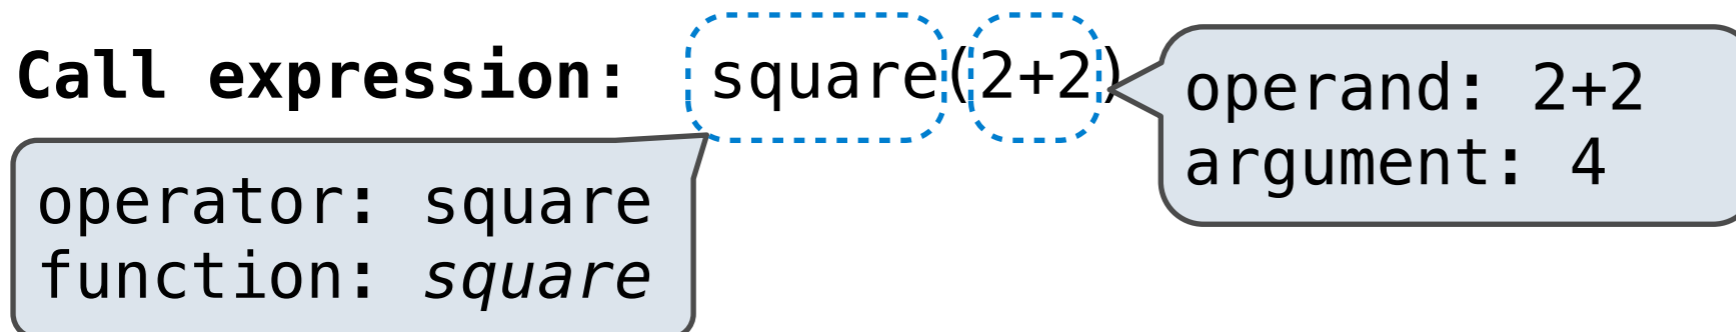 Call expression: square(2+2)
operand: 2+2
argument: 4
operator: square
function: square